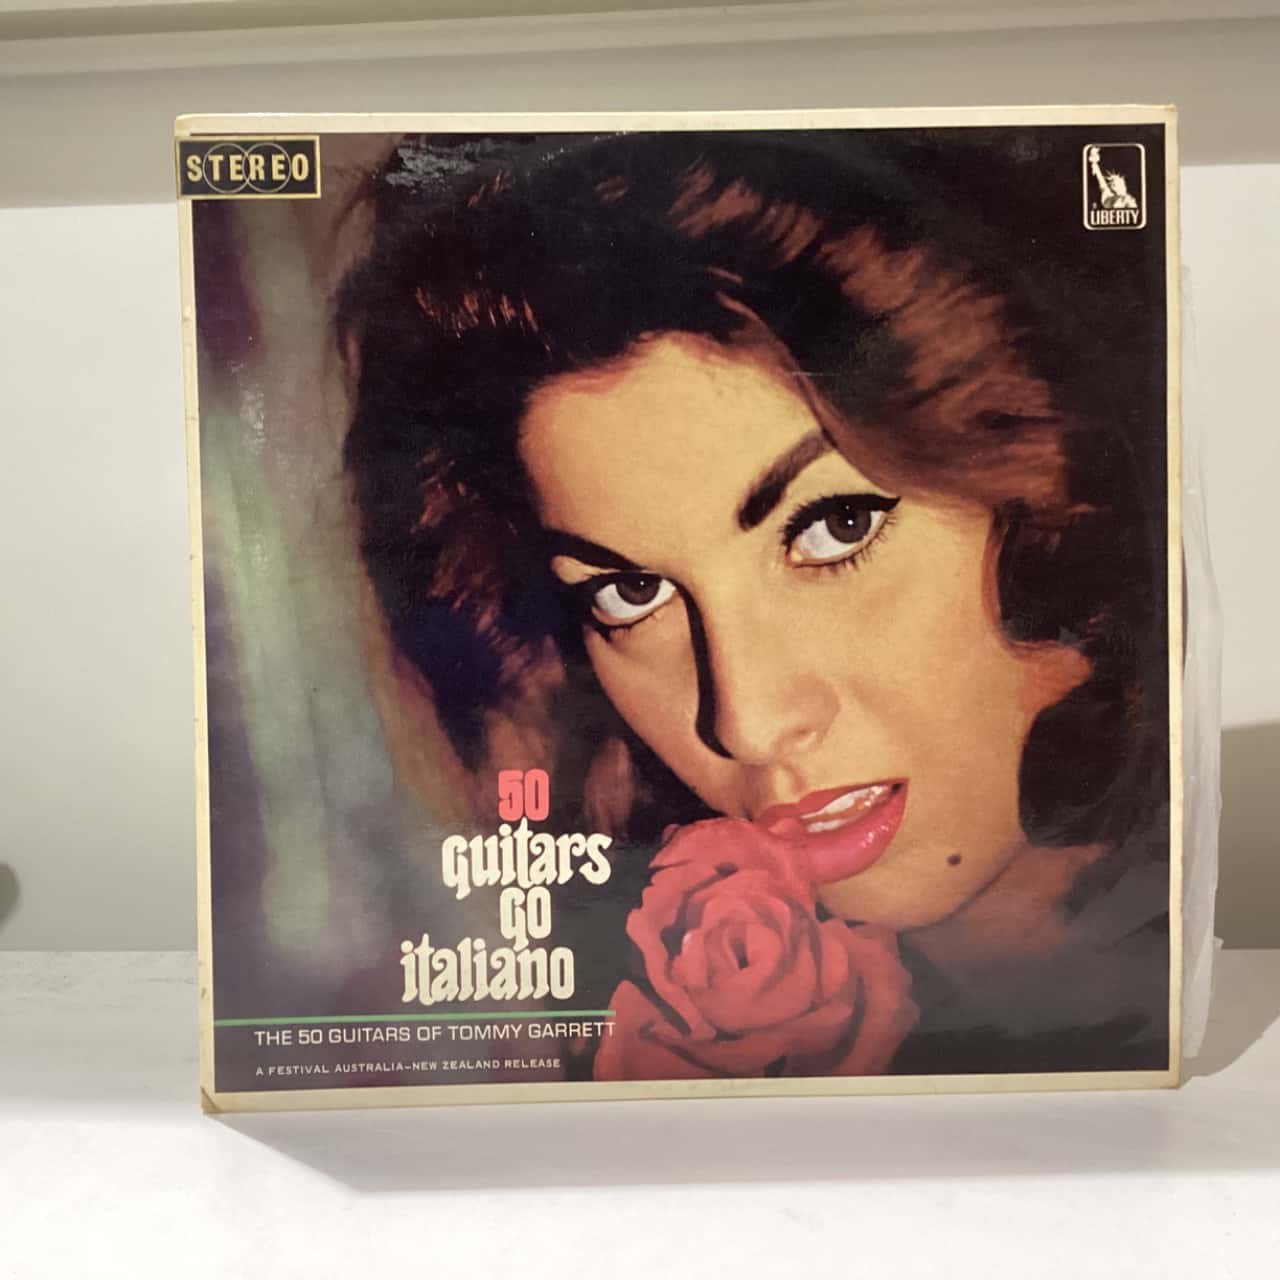 STEREO
LIBERTY
50
guitars
GO
italiano
THE 50 GUITARS OF TOMMY GARRETT
A FESTIVAL AUSTRALIA–NEW ZEALAND RELEASE